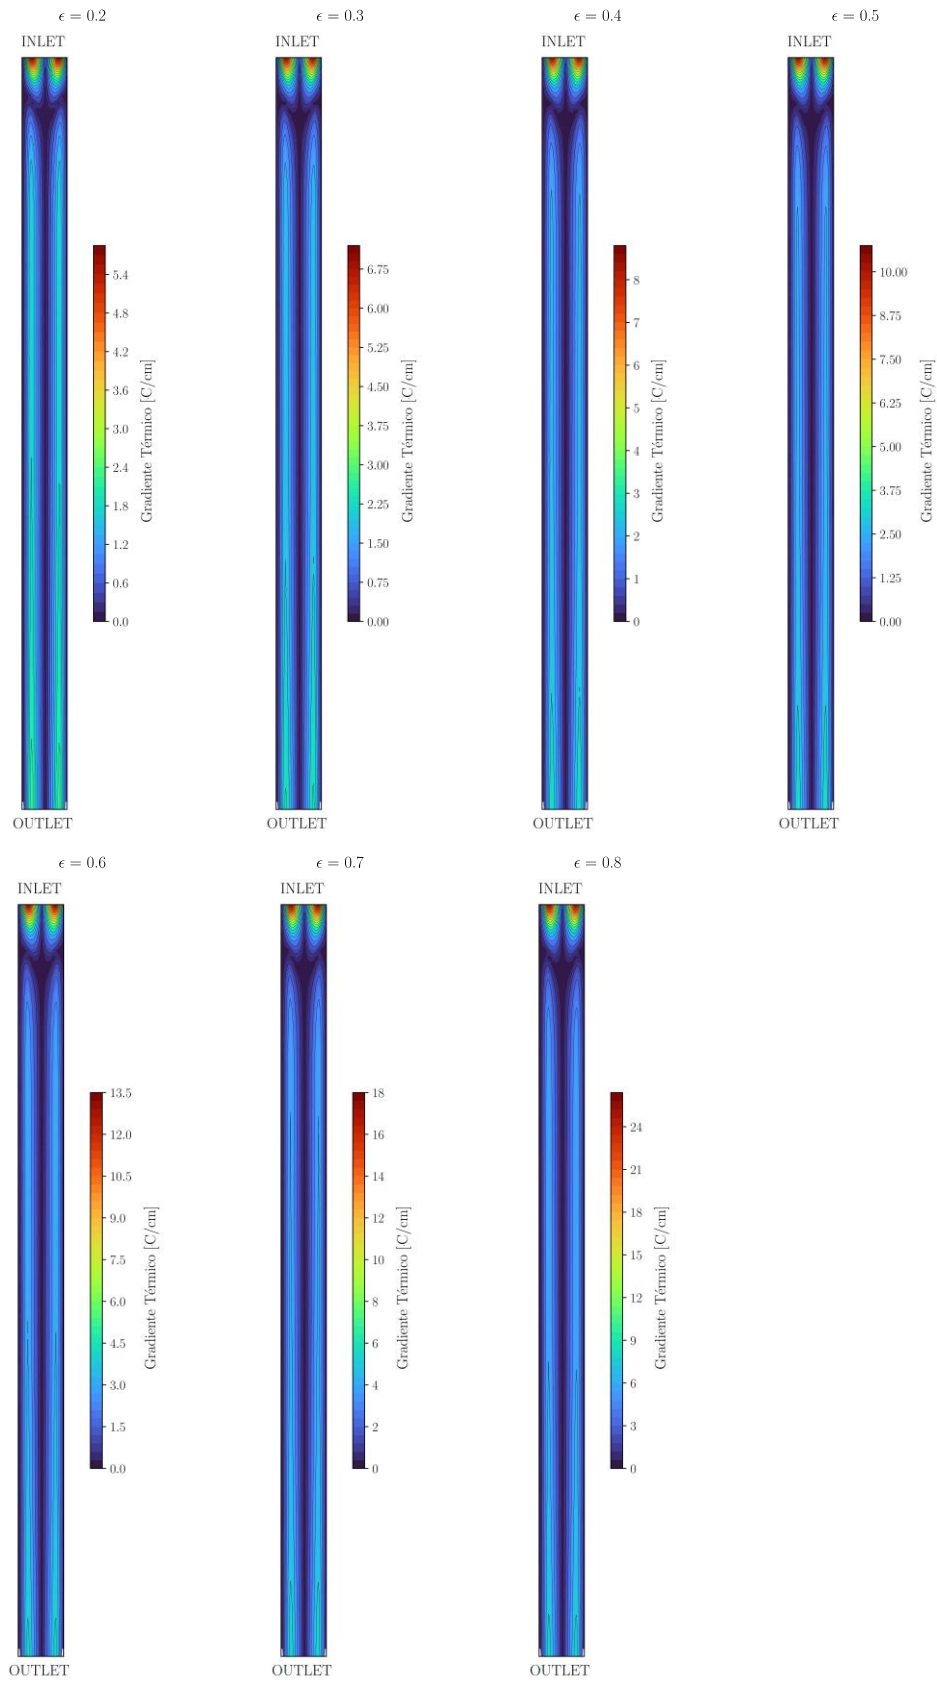 ϵ = 0.2
ϵ = 0.3
ϵ = 0.4
ϵ = 0.5
INLET
INLET
INLET
INLET
5.4
4.8
4.2
3.6
3.0
2.4
1.8
1.2
0.6
0.0
Gradiente Térmico [C/cm]
6.75
6.00
5.25
4.50
3.75
3.00
2.25
1.50
0.75
0.00
Gradiente Térmico [C/cm]
8
7
6
5
4
3
2
1
0
Gradiente Térmico [C/cm]
10.00
8.75
7.50
6.25
5.00
3.75
2.50
1.25
0.00
Gradiente Térmico [C/cm]
OUTLET
OUTLET
OUTLET
OUTLET
ϵ = 0.6
ϵ = 0.7
ϵ = 0.8
INLET
INLET
INLET
13.5
12.0
10.5
9.0
7.5
6.0
4.5
3.0
1.5
0.0
Gradiente Térmico [C/cm]
18
16
14
12
10
8
6
4
2
0
Gradiente Térmico [C/cm]
24
21
18
15
12
9
6
3
0
Gradiente Térmico [C/cm]
OUTLET
OUTLET
OUTLET